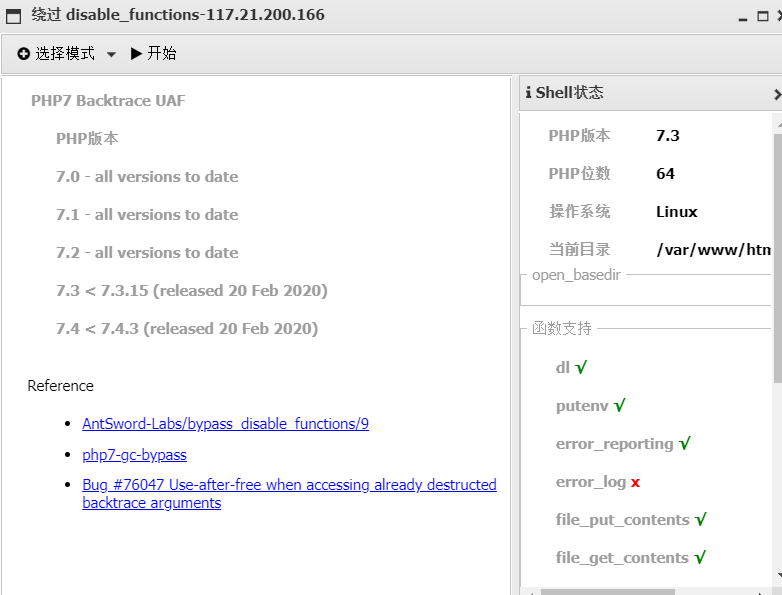 绕过 disable_functions-117.21.200.166
选择模式 开始
PHP7 Backtrace UAF
PHP版本
7.0 - all versions to date
7.1 - all versions to date
7.2 - all versions to date
7.3 < 7.3.15 (released 20 Feb 2020)
7.4 < 7.4.3 (released 20 Feb 2020)
Reference
AntSword-Labs/bypass_disable_functions/9
php7-gc-bypass
Bug #76047 Use-after-free when accessing already destructed
backtrace arguments
Shell状态
PHP版本 7.3
PHP位数 64
操作系统 Linux
当前目录 /var/www/htm
open_basedir
函数支持
dl √
putenv √
error_reporting √
error_log x
file_put_contents √
file_get_contents √